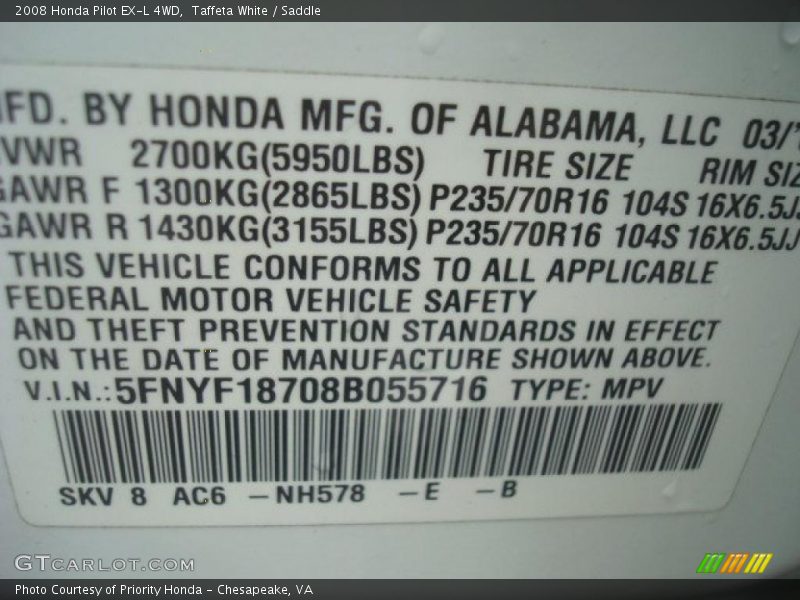 2008 Honda Pilot EX-L 4WD, Taffeta White / Saddle
MFD. BY HONDA MFG. OF ALABAMA, LLC 03/
GVWR 2700KG(5950LBS) TIRE SIZE RIM SIZ
GAWR F 1300KG(2865LBS) P235/70R16 104S 16X6.5J
GAWR R 1430KG(3155LBS) P235/70R16 104S 16X6.5JJ
THIS VEHICLE CONFORMS TO ALL APPLICABLE
FEDERAL MOTOR VEHICLE SAFETY
AND THEFT PREVENTION STANDARDS IN EFFECT
ON THE DATE OF MANUFACTURE SHOWN ABOVE.
V.I.N.: 5FNYF18708B055716 TYPE: MPV
SKV 8 AC6 -NH578 -E -B
GTCARLOT.COM
Photo Courtesy of Priority Honda - Chesapeake, VA